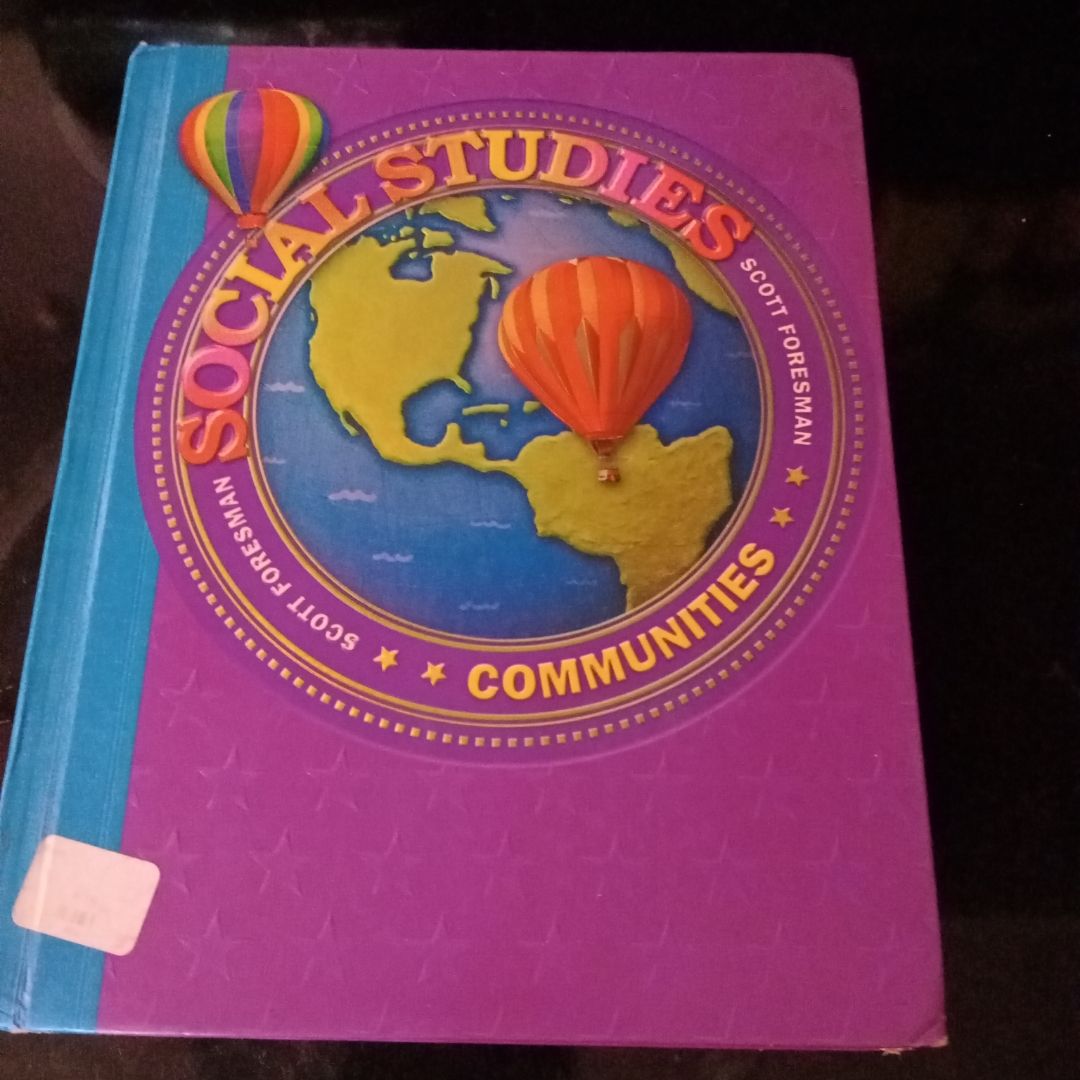 SOCIAL STUDIES
SCOTT FORESMAN
SCOTT FORESMAN
COMMUNITIES